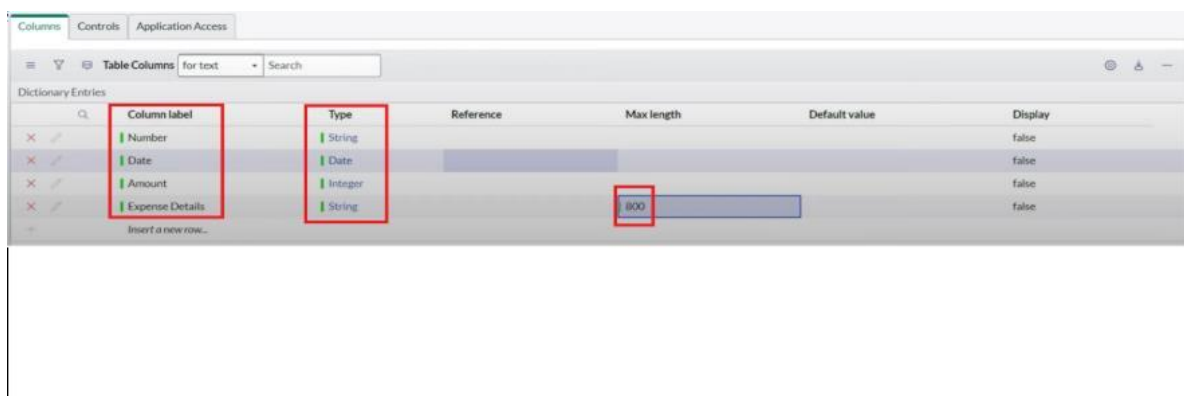 Columns Controls Application Access
Table Columns for text Search
Dictionary Entries
Column label Type Reference Max length Default value Display
Number String false
Date Date false
Amount Integer false
Expense Details String 800 false
Insert a new row...